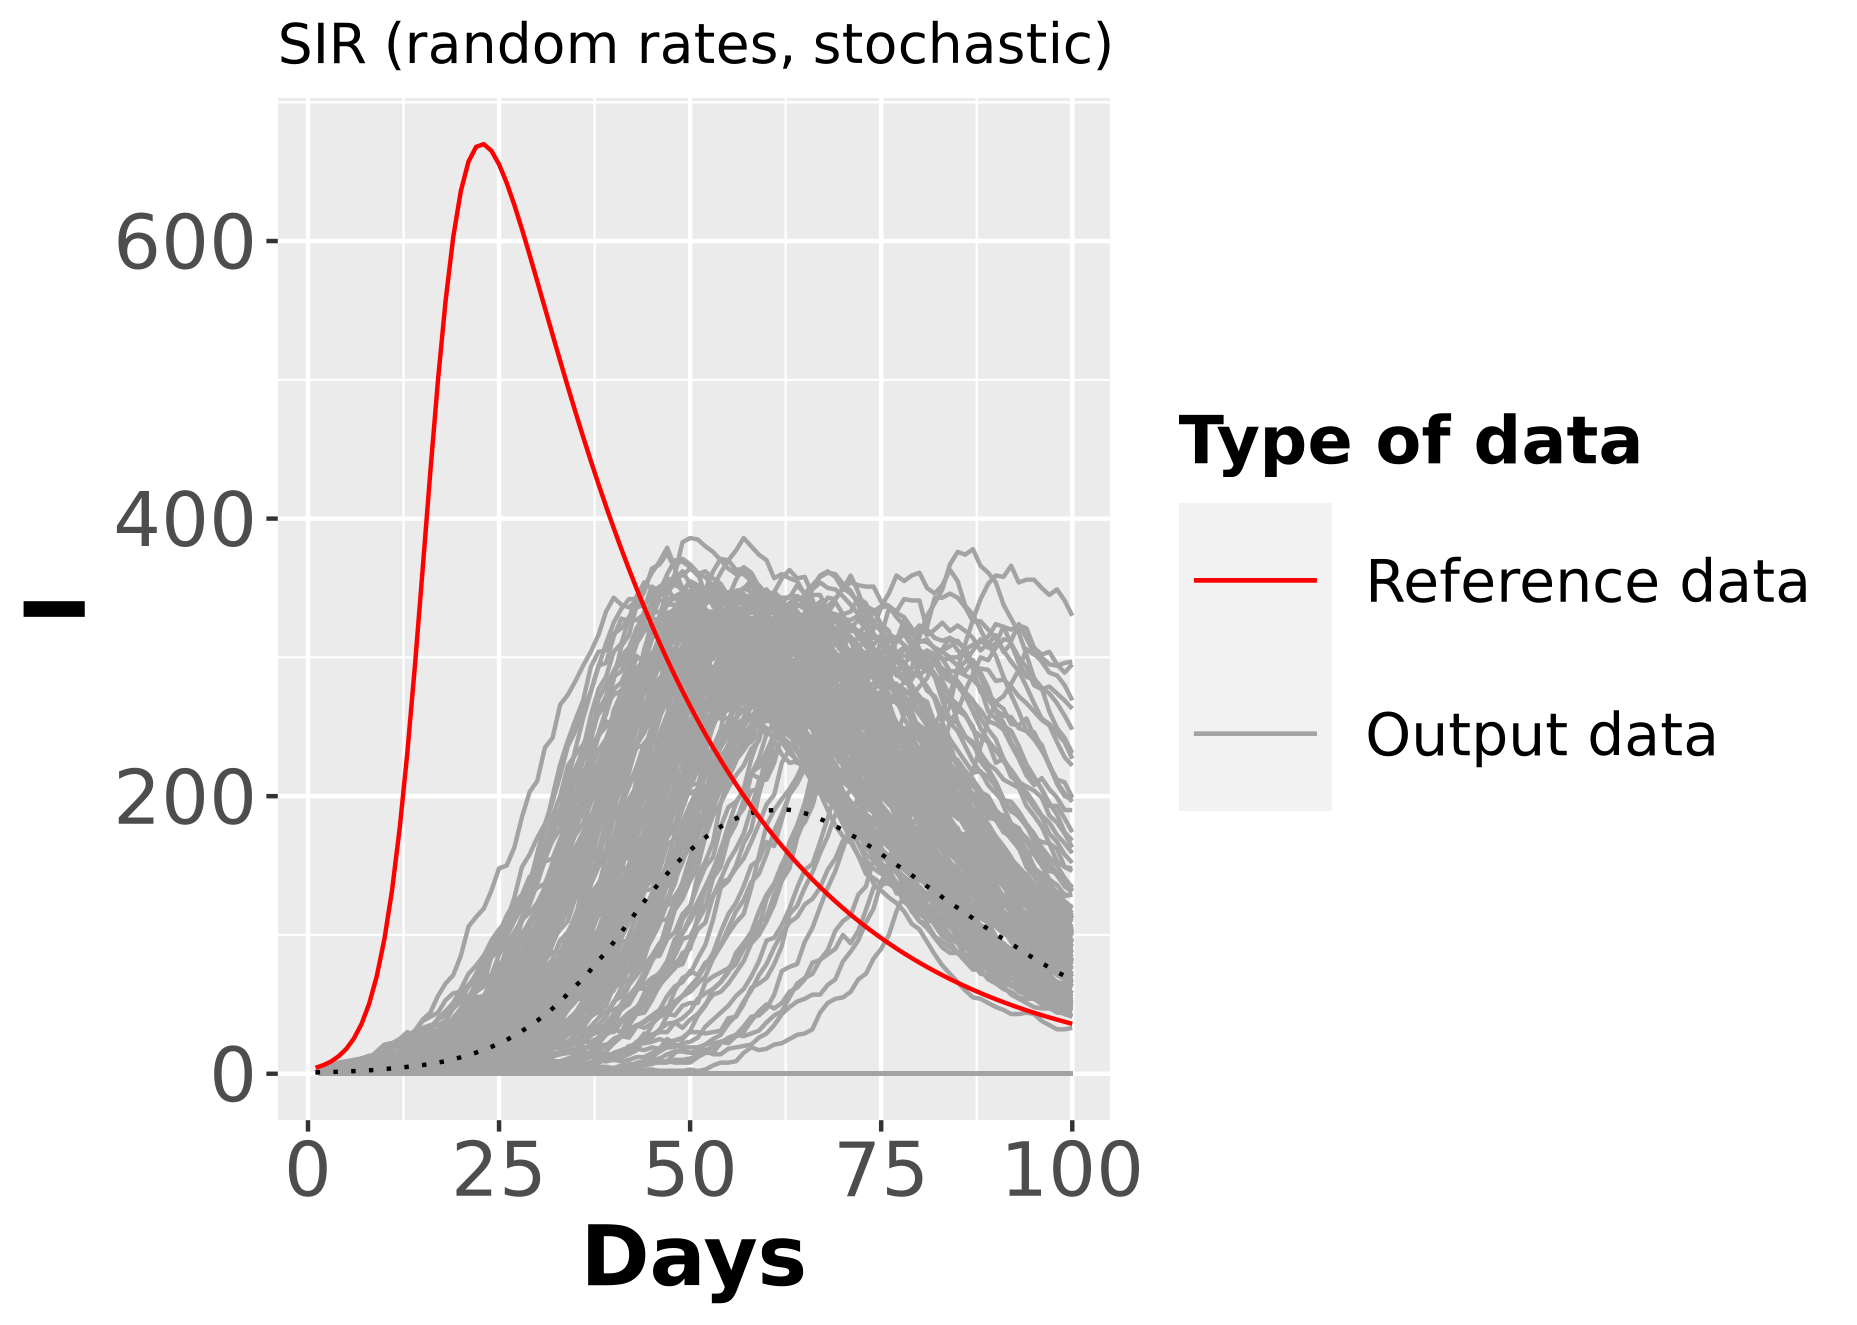 SIR (random rates, stochastic)
600
400
200
0
I
0 25 50 75 100
Days
Type of data
Reference data
Output data